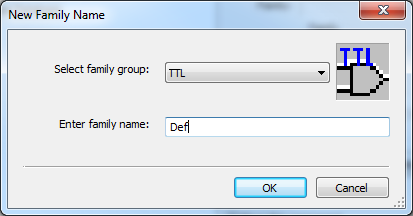 New Family Name
Select family group:
TTL
TTL
Enter family name:
Def
OK
Cancel